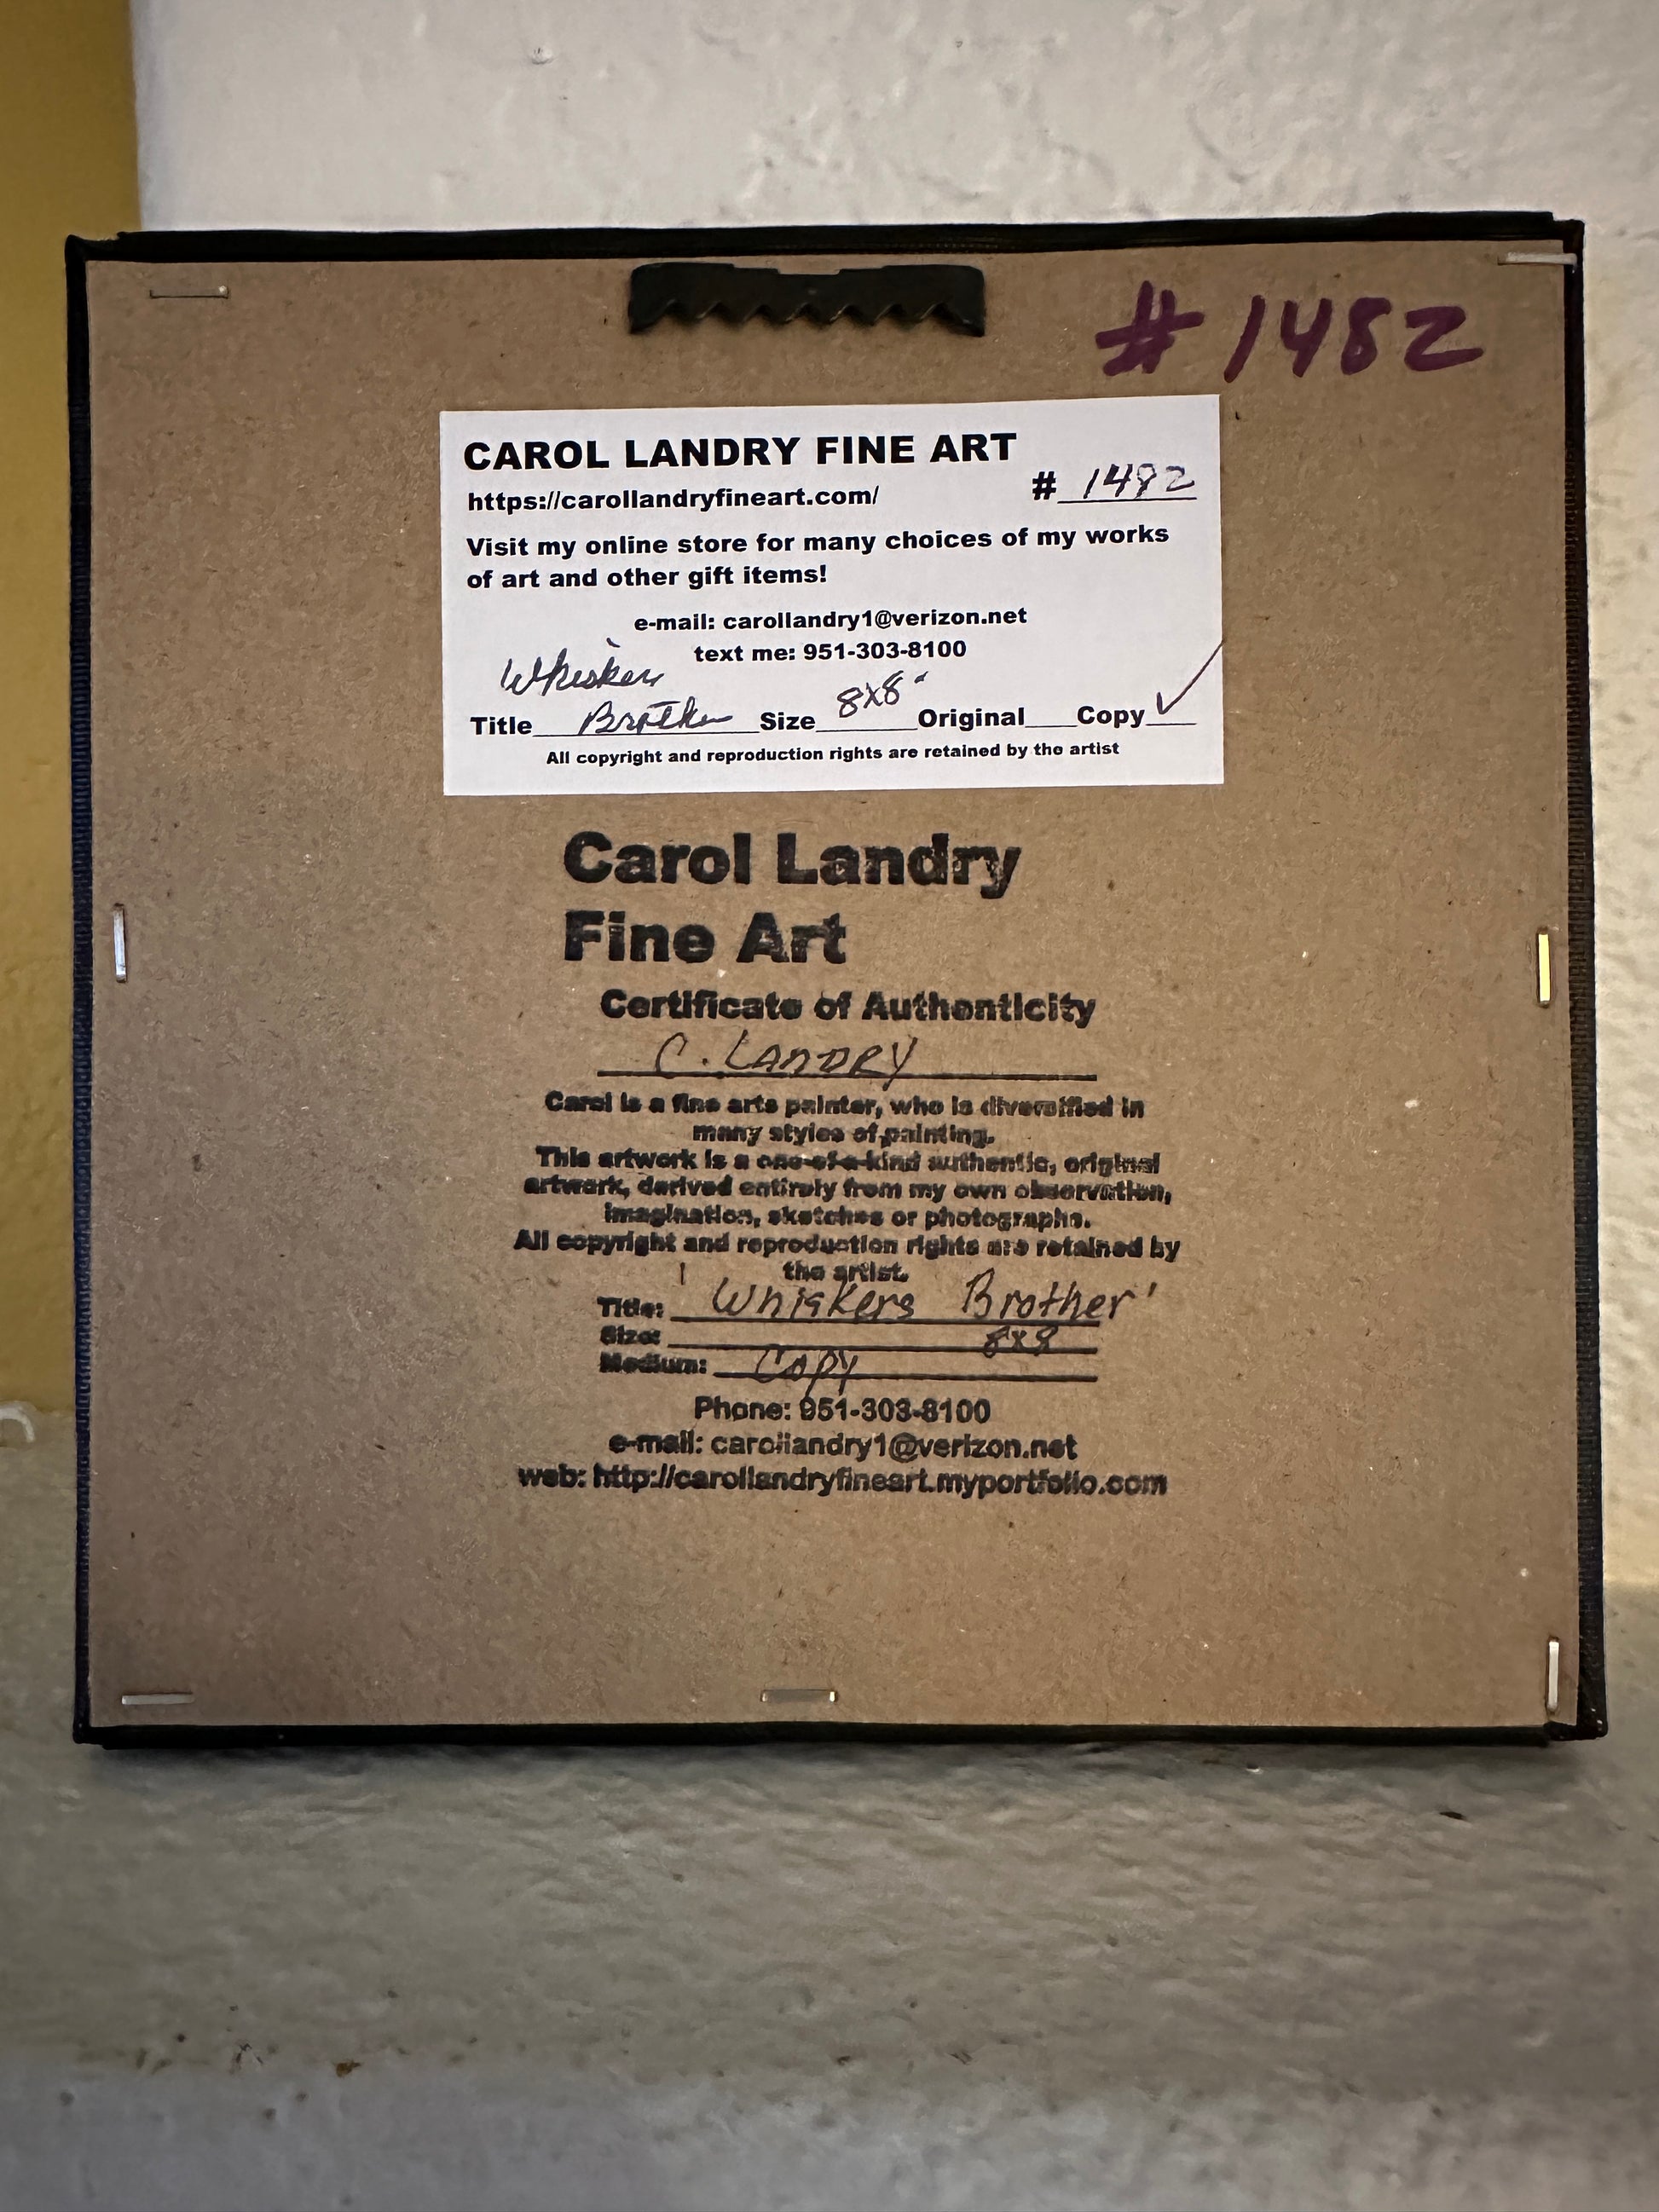 # 1482
CAROL LANDRY FINE ART
https://carollandryfineart.com/ # 1482
Visit my online store for many choices of my works
of art and other gift items!
e-mail: carollandry1@verizon.net
text me: 951-303-8100
Whiskers
Title Brother Size 8x8" Original Copy ✓
All copyright and reproduction rights are retained by the artist
Carol Landry
Fine Art
Certificate of Authenticity
C. LANDRY
Carol is a fine arts painter, who is diversified in
many styles of painting.
This artwork is a one-of-a-kind authentic, original
artwork, derived entirely from my own observation,
imagination, sketches or photographs.
All copyright and reproduction rights are retained by
the artist.
Title: 'Whiskers Brother'
Size: 8x8
Medium: Copy
Phone: 951-303-8100
e-mail: carollandry1@verizon.net
web: http://carollandryfineart.myportfolio.com